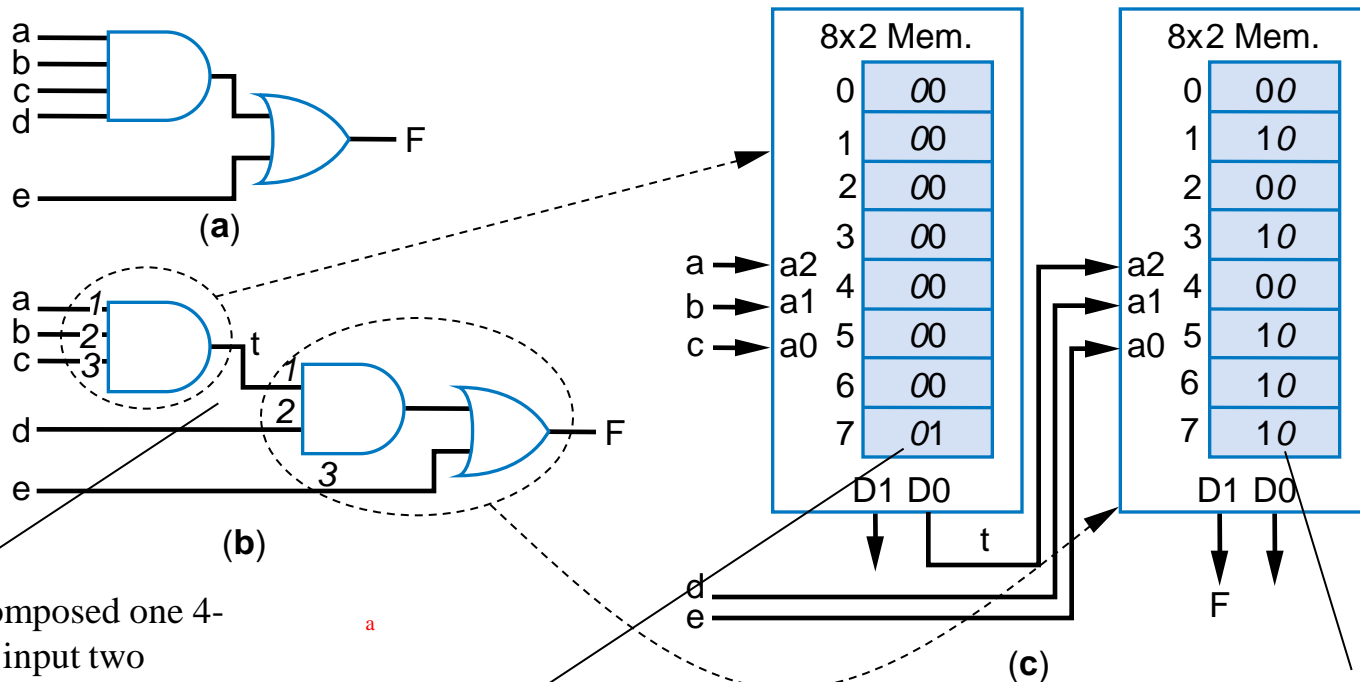 a
b
c
d
e
F
(a)
a
b
c
1
2
3
t
d
e
1
2
3
F
(b)
omposed one 4-
input two
a
8x2 Mem.
0 00
1 00
2 00
3 00
4 00
5 00
6 00
7 01
a a2
b a1
c a0
D1 D0
t
d
e
8x2 Mem.
0 00
1 10
2 00
3 10
4 00
5 10
6 10
7 10
a2
a1
a0
D1 D0
F
(c)